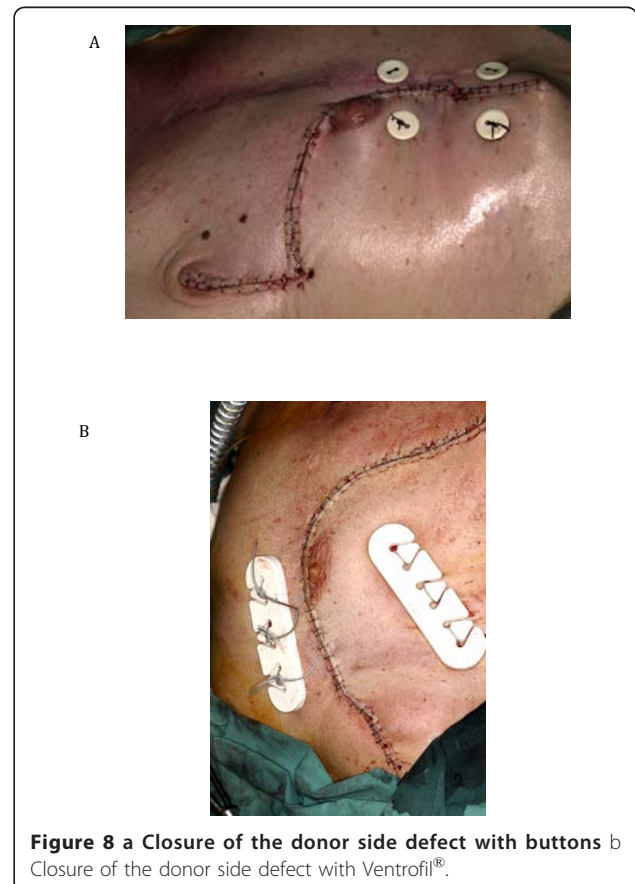 A
B
Figure 8 a Closure of the donor side defect with buttons b
Closure of the donor side defect with Ventrofil®.